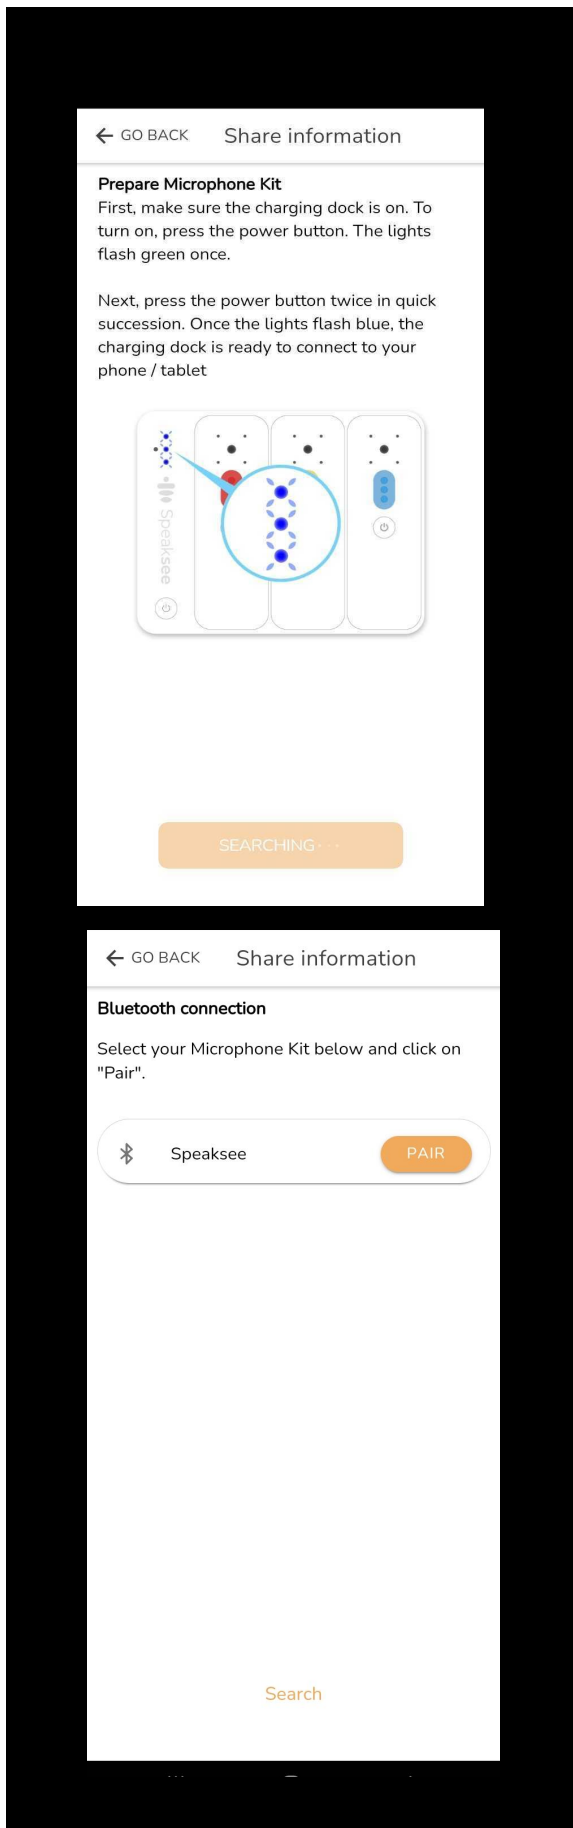 GO BACK Share information
Prepare Microphone Kit
First, make sure the charging dock is on. To
turn on, press the power button. The lights
flash green once.
Next, press the power button twice in quick
succession. Once the lights flash blue, the
charging dock is ready to connect to your
phone / tablet
Speaksee
SEARCHING · · ·
GO BACK Share information
Bluetooth connection
Select your Microphone Kit below and click on
"Pair".
Speaksee PAIR
Search